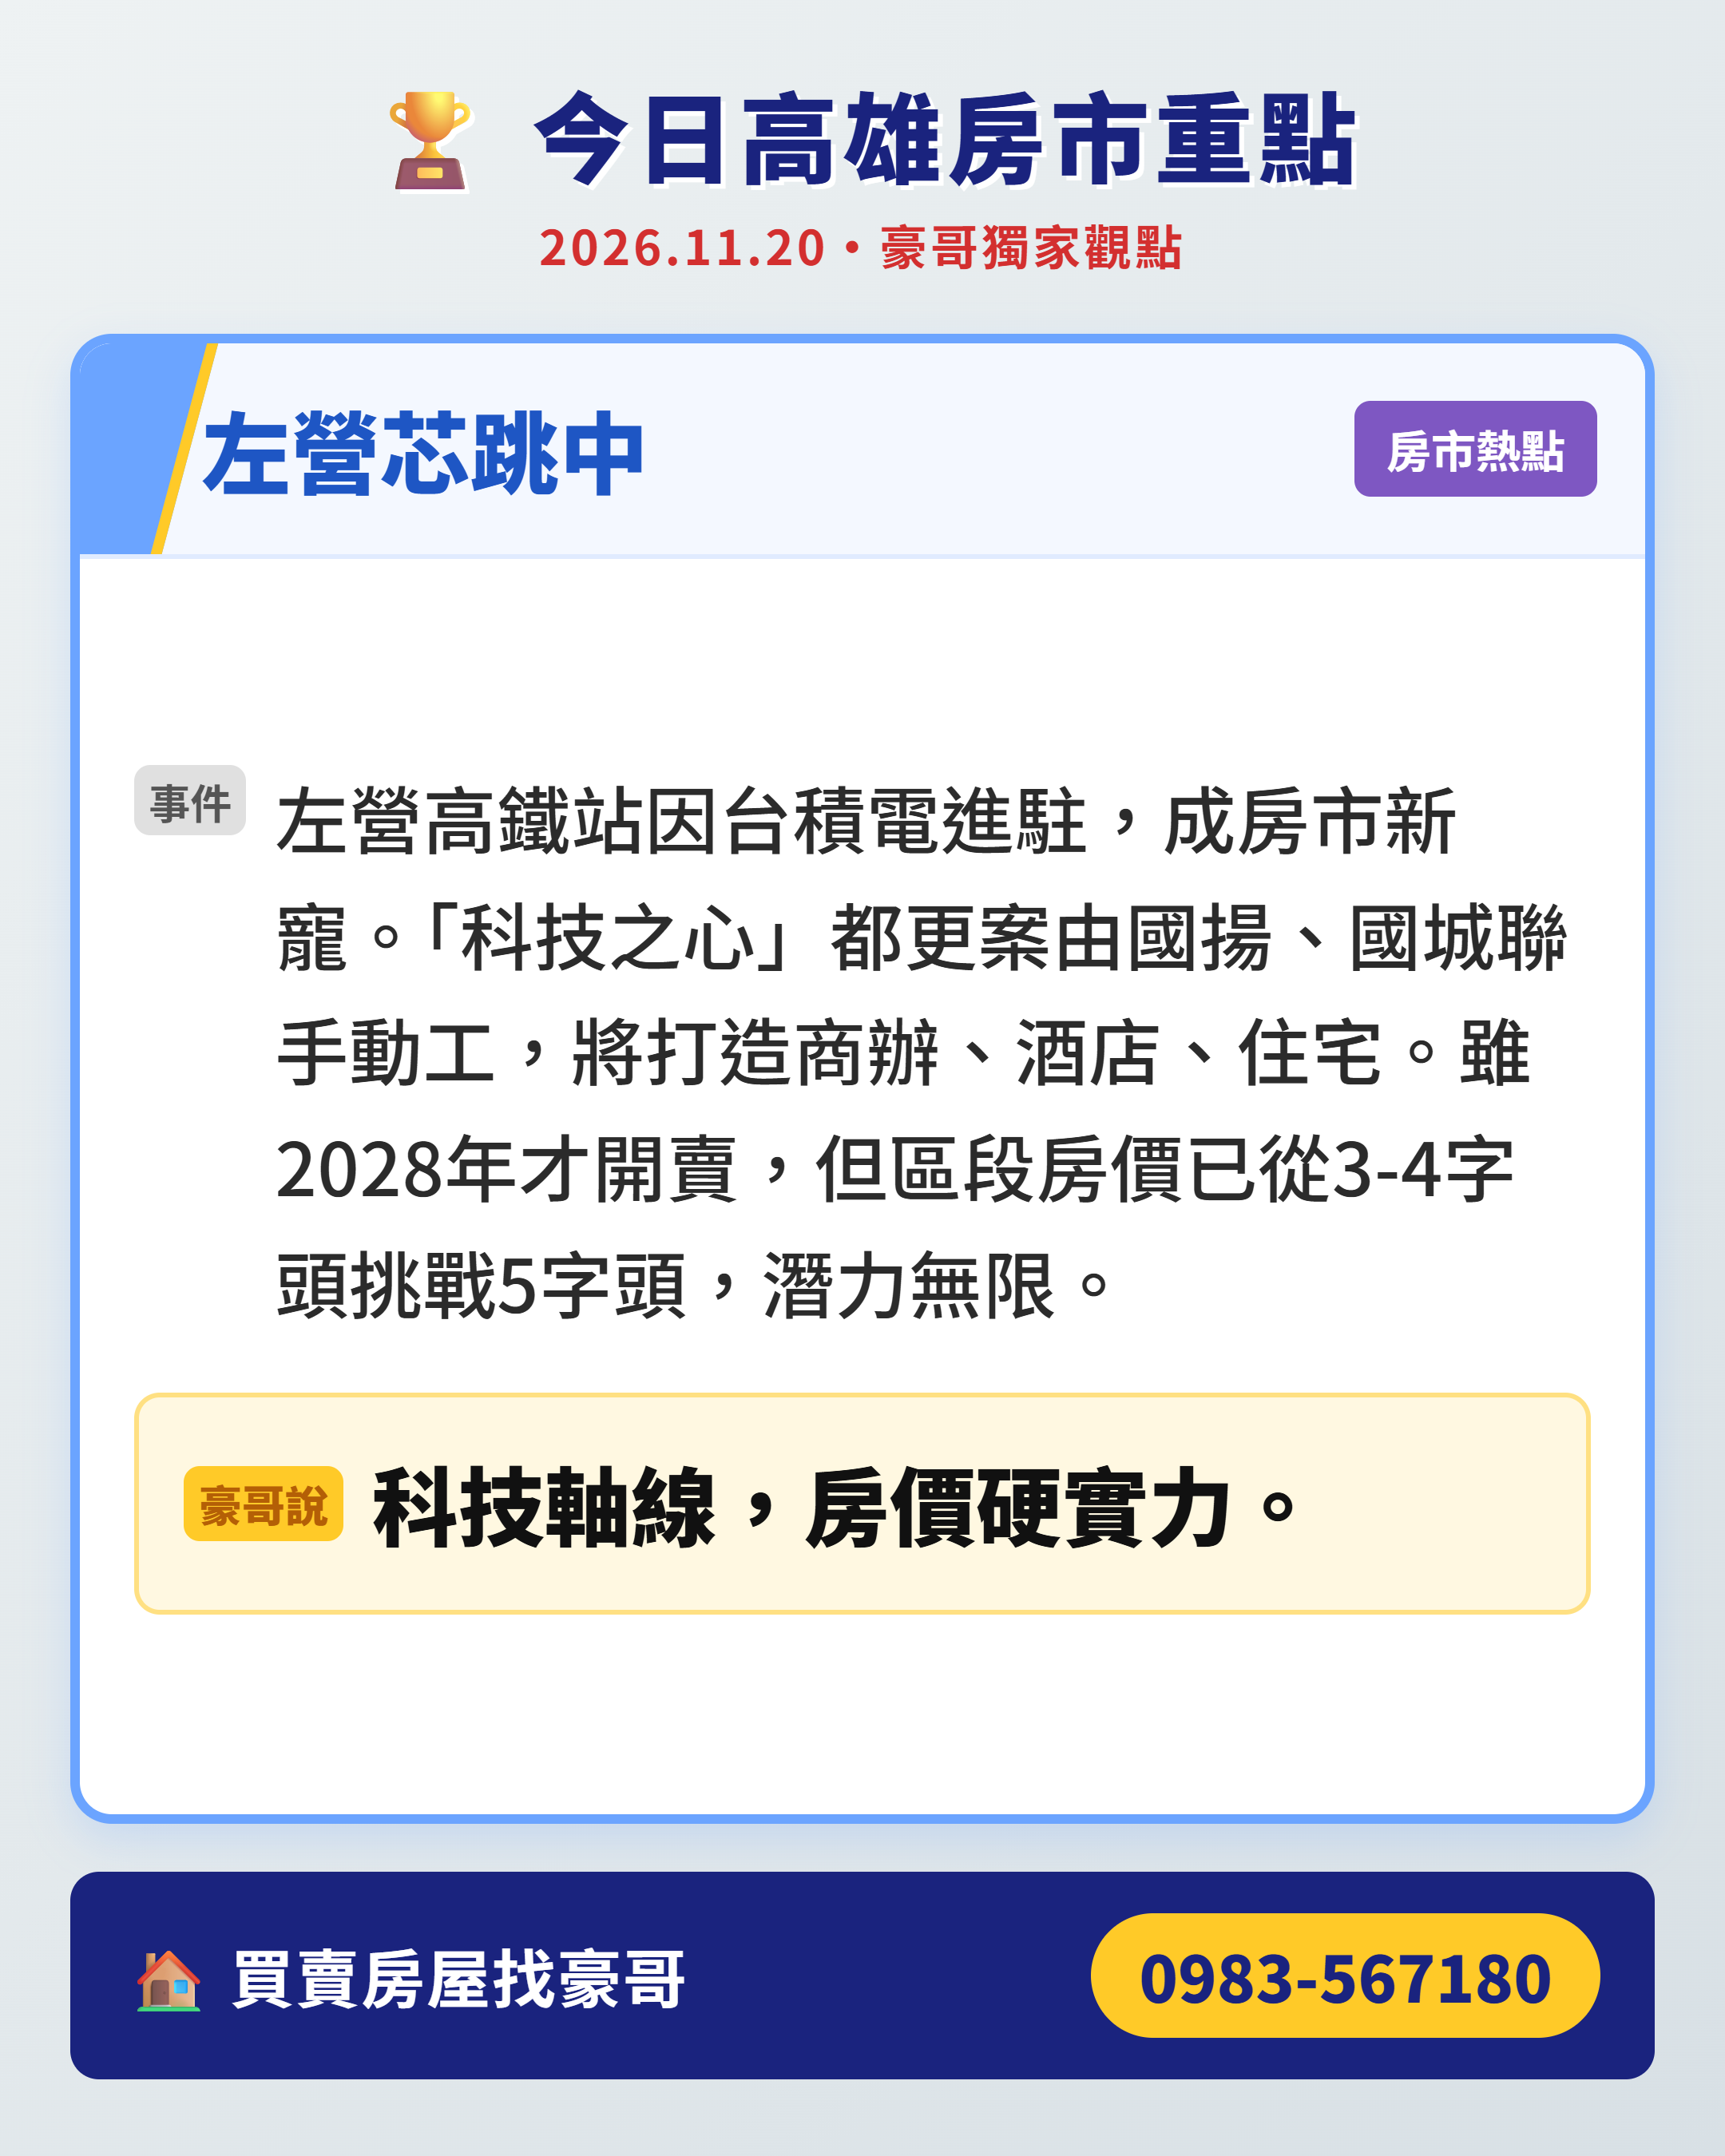 今日高雄房市重點
2026.11.20・豪哥獨家觀點
左營芯跳中
房市熱點
事件
左營高鐵站因台積電進駐，成房市新
寵。「科技之心」都更案由國揚、國城聯
手動工，將打造商辦、酒店、住宅。雖
2028年才開賣，但區段房價已從3-4字
頭挑戰5字頭，潛力無限。
豪哥說
科技軸線，房價硬實力。
買賣房屋找豪哥
0983-567180